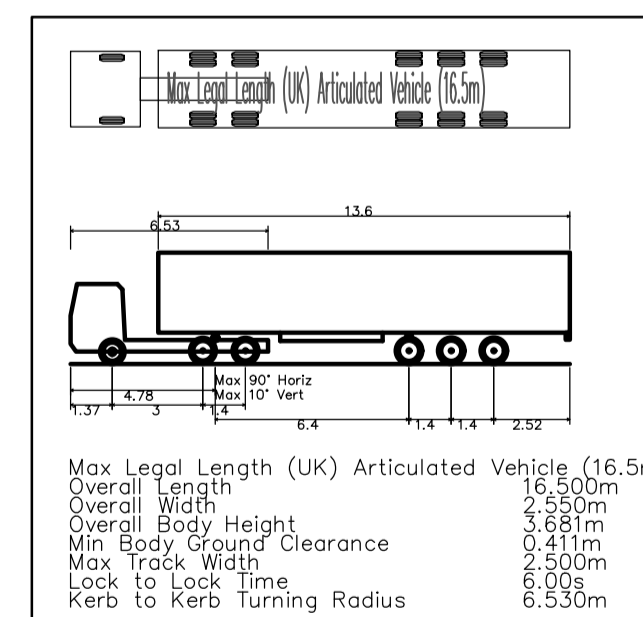 Max Legal Length (UK) Articulated Vehicle (16.5m)
13.6
6.53
Max 90° Horiz
4.78 Max 10° Vert
1.37 3 1.4
6.4 1.4 1.4 2.52
Max Legal Length (UK) Articulated Vehicle (16.5m
Overall Length 16.500m
Overall Width 2.550m
Overall Body Height 3.681m
Min Body Ground Clearance 0.411m
Max Track Width 2.500m
Lock to Lock Time 6.00s
Kerb to Kerb Turning Radius 6.530m